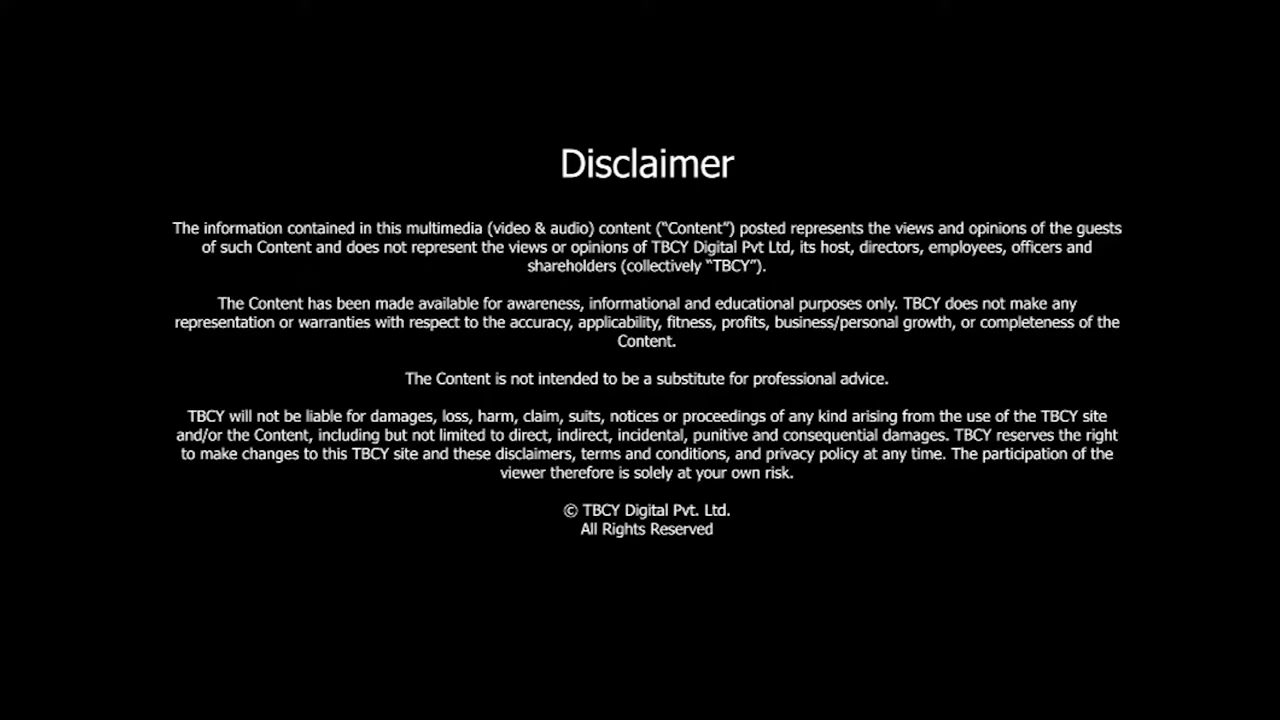 Disclaimer
The information contained in this multimedia (video & audio) content (“Content”) posted represents the views and opinions of the guests
of such Content and does not represent the views or opinions of TBCY Digital Pvt Ltd, its host, directors, employees, officers and
shareholders (collectively “TBCY”).
The Content has been made available for awareness, informational and educational purposes only. TBCY does not make any
representation or warranties with respect to the accuracy, applicability, fitness, profits, business/personal growth, or completeness of the
Content.
The Content is not intended to be a substitute for professional advice.
TBCY will not be liable for damages, loss, harm, claim, suits, notices or proceedings of any kind arising from the use of the TBCY site
and/or the Content, including but not limited to direct, indirect, incidental, punitive and consequential damages. TBCY reserves the right
to make changes to this TBCY site and these disclaimers, terms and conditions, and privacy policy at any time. The participation of the
viewer therefore is solely at your own risk.
© TBCY Digital Pvt. Ltd.
All Rights Reserved